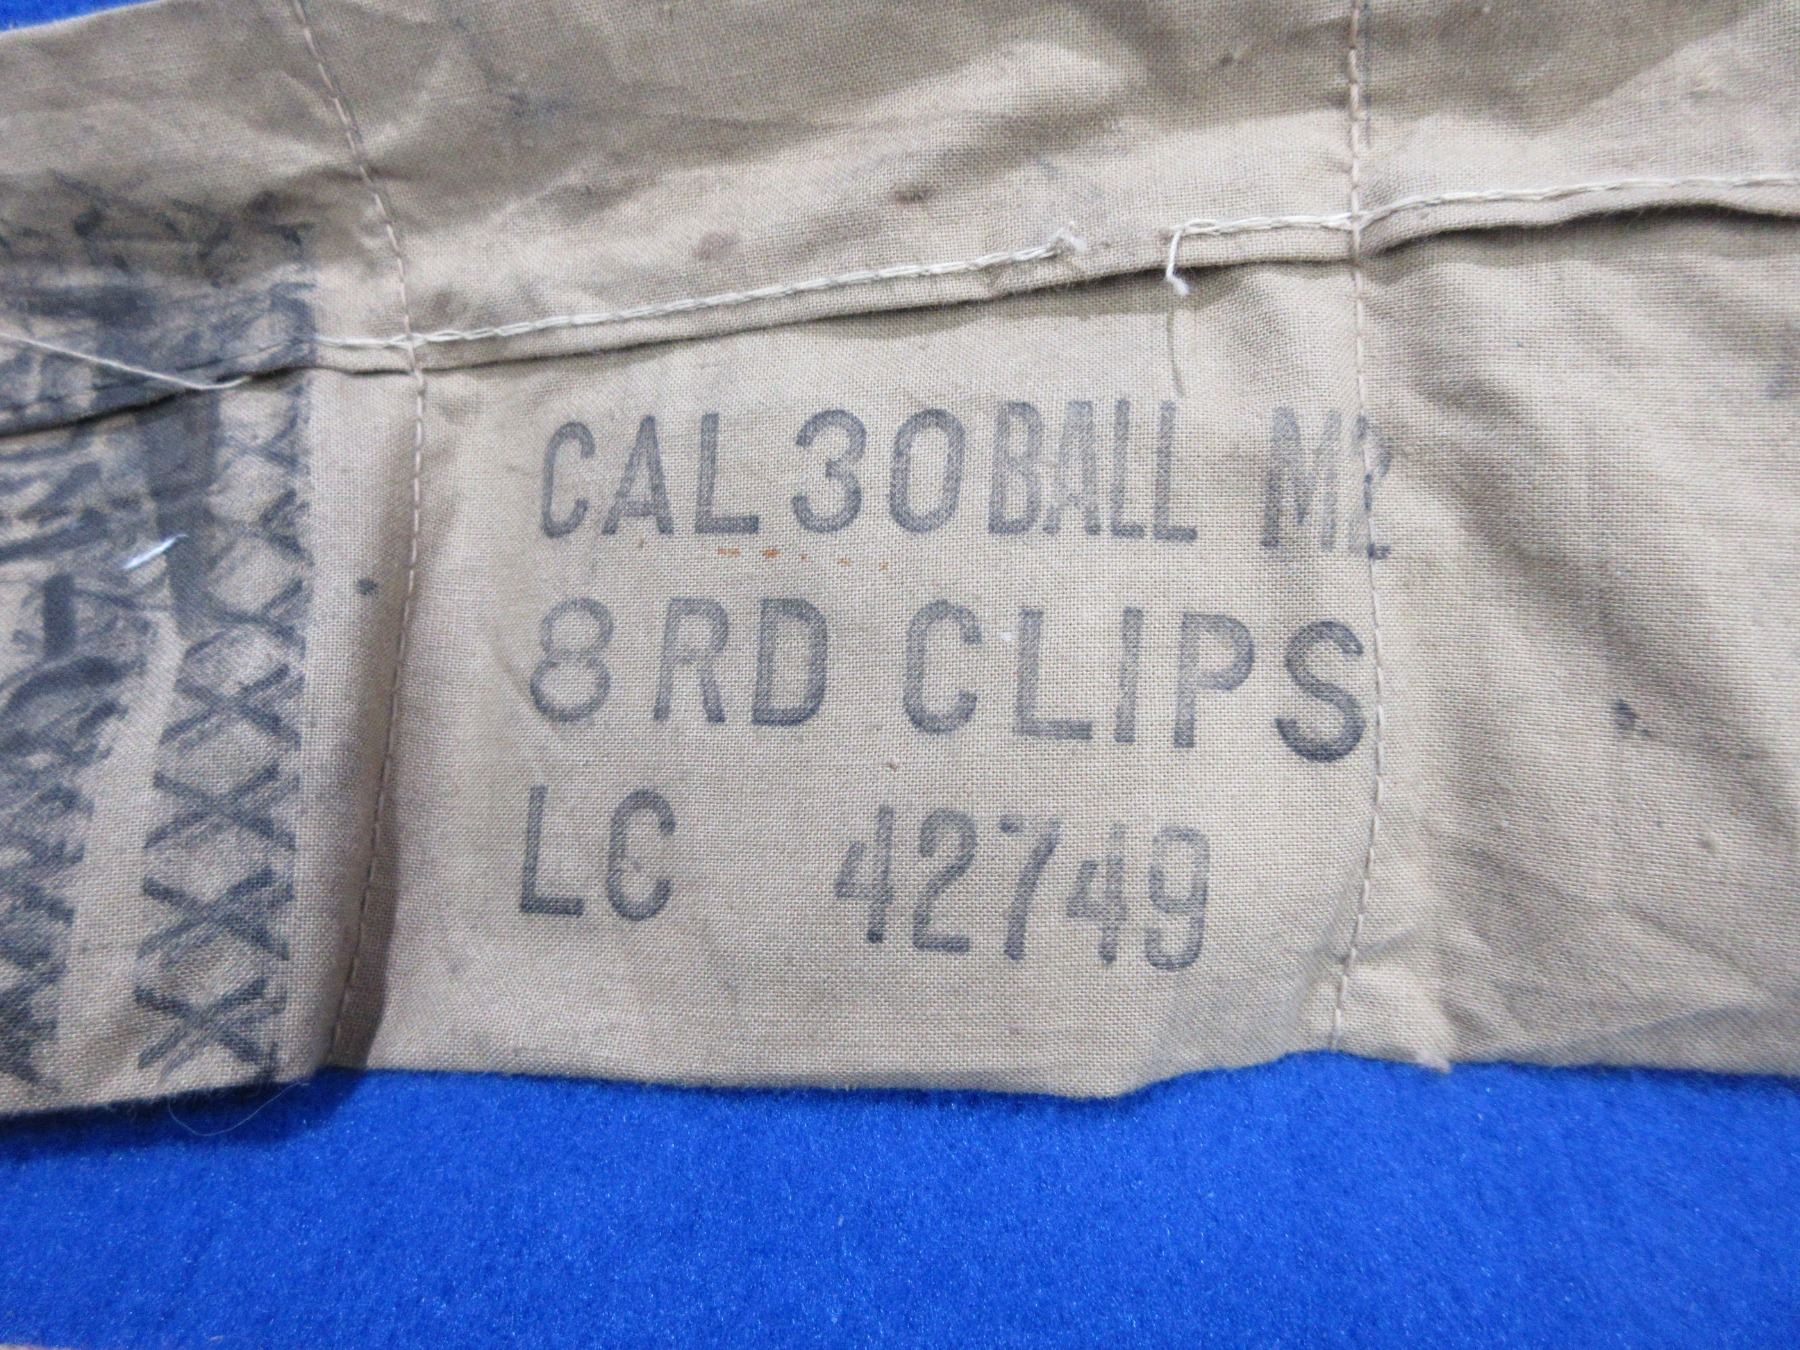 CAL 30 BALL M2
8 RD CLIPS
LC 42749